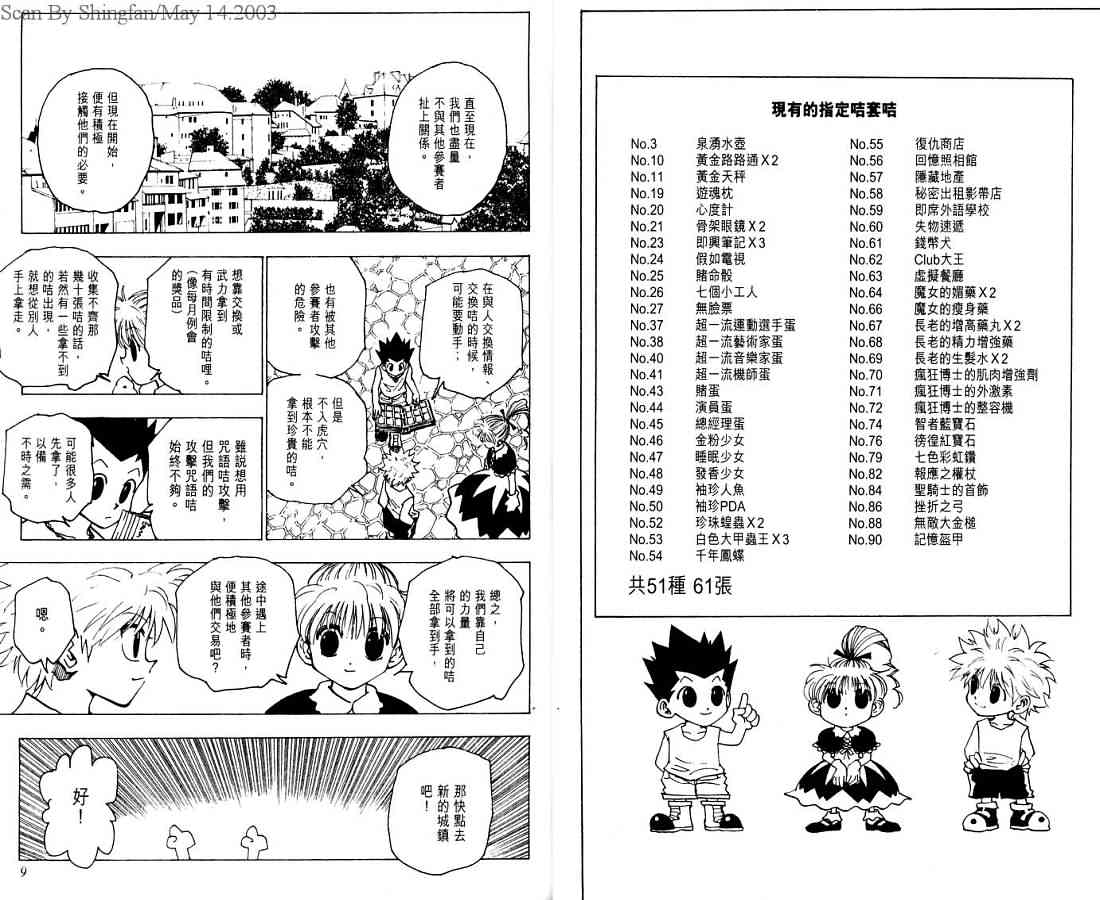 Scan By Shingfan/May 14.2003
現有的指定咭套咭
No.3 泉湧水壺
No.10 黃金路路通X2
No.11 黃金天秤
No.19 遊魂枕
No.20 心度計
No.21 骨架眼鏡X2
No.23 即興筆記X3
No.24 假如電視
No.25 賭命骰
No.26 七個小工人
No.27 無臉票
No.37 超一流運動選手蛋
No.38 超一流藝術家蛋
No.40 超一流音樂家蛋
No.41 超一流機師蛋
No.43 賭蛋
No.44 演員蛋
No.45 總經理蛋
No.46 金粉少女
No.47 睡眠少女
No.48 發香少女
No.49 袖珍人魚
No.50 袖珍PDA
No.52 珍珠蝗蟲X2
No.53 白色大甲蟲王X3
No.54 千年鳳蝶
No.55 復仇商店
No.56 回憶照相館
No.57 隱藏地產
No.58 秘密出租影帶店
No.59 即席外語學校
No.60 失物速遞
No.61 錢幣犬
No.62 Club大王
No.63 虛擬餐廳
No.64 魔女的媚藥X2
No.66 魔女的瘦身藥
No.67 長老的增高藥丸X2
No.68 長老的精力增強藥
No.69 長老的生髮水X2
No.70 瘋狂博士的肌肉增強劑
No.71 瘋狂博士的外激素
No.72 瘋狂博士的整容機
No.74 智者藍寶石
No.76 徬徨紅寶石
No.79 七色彩虹鑽
No.82 報應之權杖
No.84 聖騎士的首飾
No.86 挫折之弓
No.88 無敵大金槌
No.90 記憶盔甲
共51種 61張
直至現在，
我們也盡量
不與其他參賽者
扯上關係。
但現在開始，
便有積極
接觸他們的必要。
想靠交換或
武力拿到
有時間限制的咭哩。
（像每月例會
的獎品）
收集不齊那
幾十張咭的話，
若然有一些拿不到
的咭出現，
就想從別人
手上拿走。
在與人交換情報、
交換咭的時候，
可能要動手；
也有被其他
參賽者攻擊
的危險。
但是
不入虎穴，
根本不能
拿到珍貴的咭。
雖說想用
咒語咭攻擊，
但我們的
攻擊咒語咭
始終不夠。
可能很多人
先拿了，
以備
不時之需。
總之，
我們靠自己
的力量
將可以拿到的咭
全部拿到手，
途中遇上
其他參賽者時，
便積極地
與他們交易吧？
嗯。
那快點去
新的城鎮
吧！
好！
9